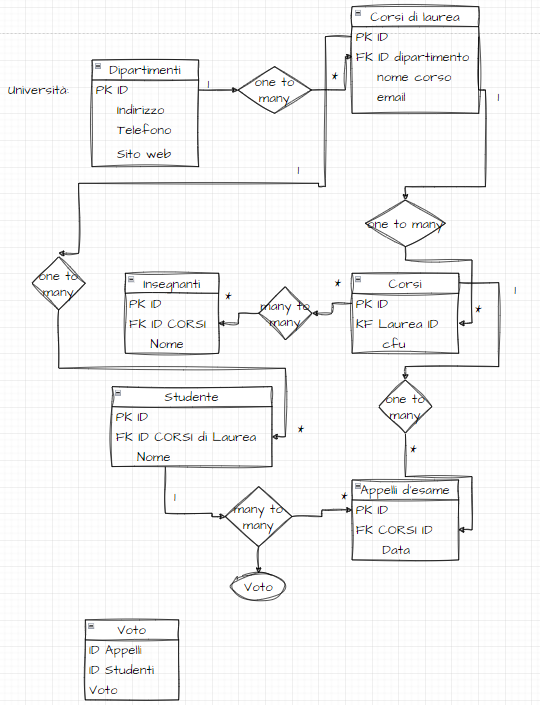 Corsi di laurea
PK ID
FK ID dipartimento
nome corso
email
Università:
Dipartimenti
PK ID
Indirizzo
Telefono
Sito web
1
one to
many
*
1
1
one to many
one to
many
Insegnanti
PK ID
FK ID CORSI
Nome
*
many to
many
*
Corsi
PK ID
KF Laurea ID
cfu
*
1
one to
many
*
Studente
PK ID
FK ID CORSI di Laurea
Nome
*
1
many to
many
*
Appelli d'esame
PK ID
FK CORSI ID
Data
Voto
Voto
ID Appelli
ID Studenti
Voto